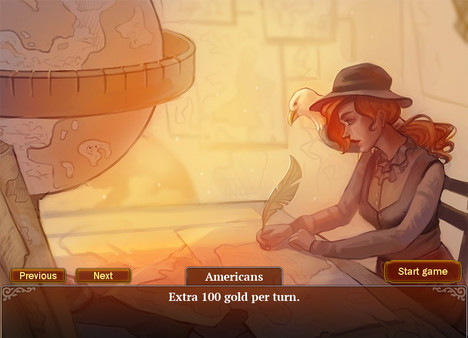 Previous
Next
Americans
Start game
Extra 100 gold per turn.